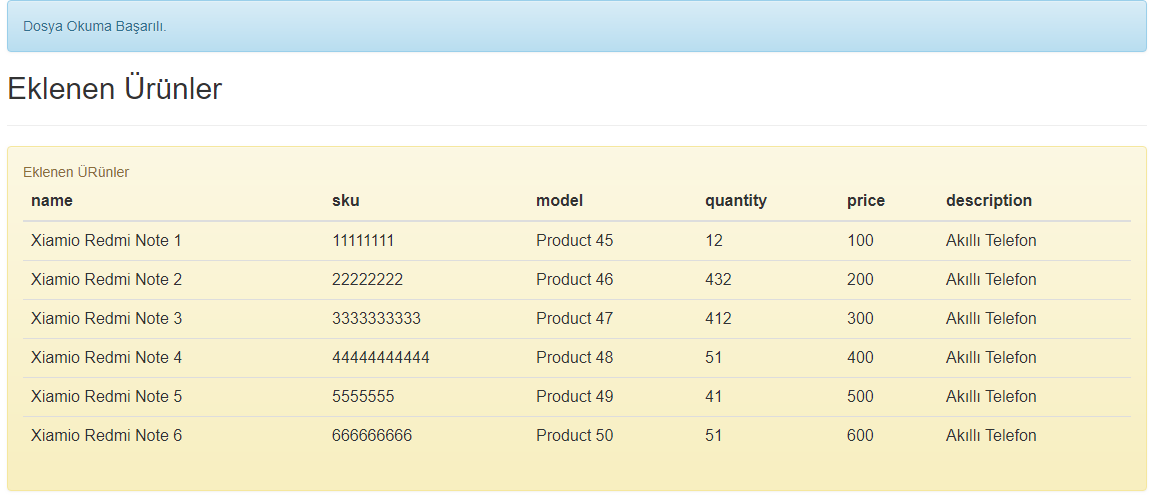 Dosya Okuma Başarılı.
Eklenen Ürünler
Eklenen ÜRünler
name sku model quantity price description
Xiamio Redmi Note 1 11111111 Product 45 12 100 Akıllı Telefon
Xiamio Redmi Note 2 22222222 Product 46 432 200 Akıllı Telefon
Xiamio Redmi Note 3 3333333333 Product 47 412 300 Akıllı Telefon
Xiamio Redmi Note 4 44444444444 Product 48 51 400 Akıllı Telefon
Xiamio Redmi Note 5 5555555 Product 49 41 500 Akıllı Telefon
Xiamio Redmi Note 6 666666666 Product 50 51 600 Akıllı Telefon